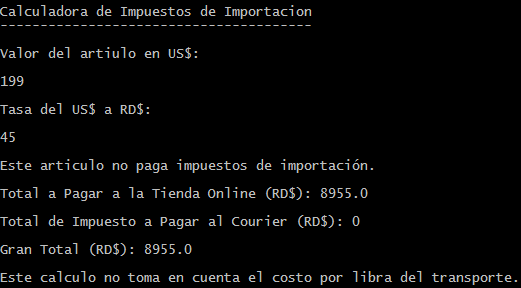 Calculadora de Impuestos de Importacion
---------------------------------------
Valor del artiulo en US$:
199
Tasa del US$ a RD$:
45
Este articulo no paga impuestos de importación.
Total a Pagar a la Tienda Online (RD$): 8955.0
Total de Impuesto a Pagar al Courier (RD$): 0
Gran Total (RD$): 8955.0
Este calculo no toma en cuenta el costo por libra del transporte.